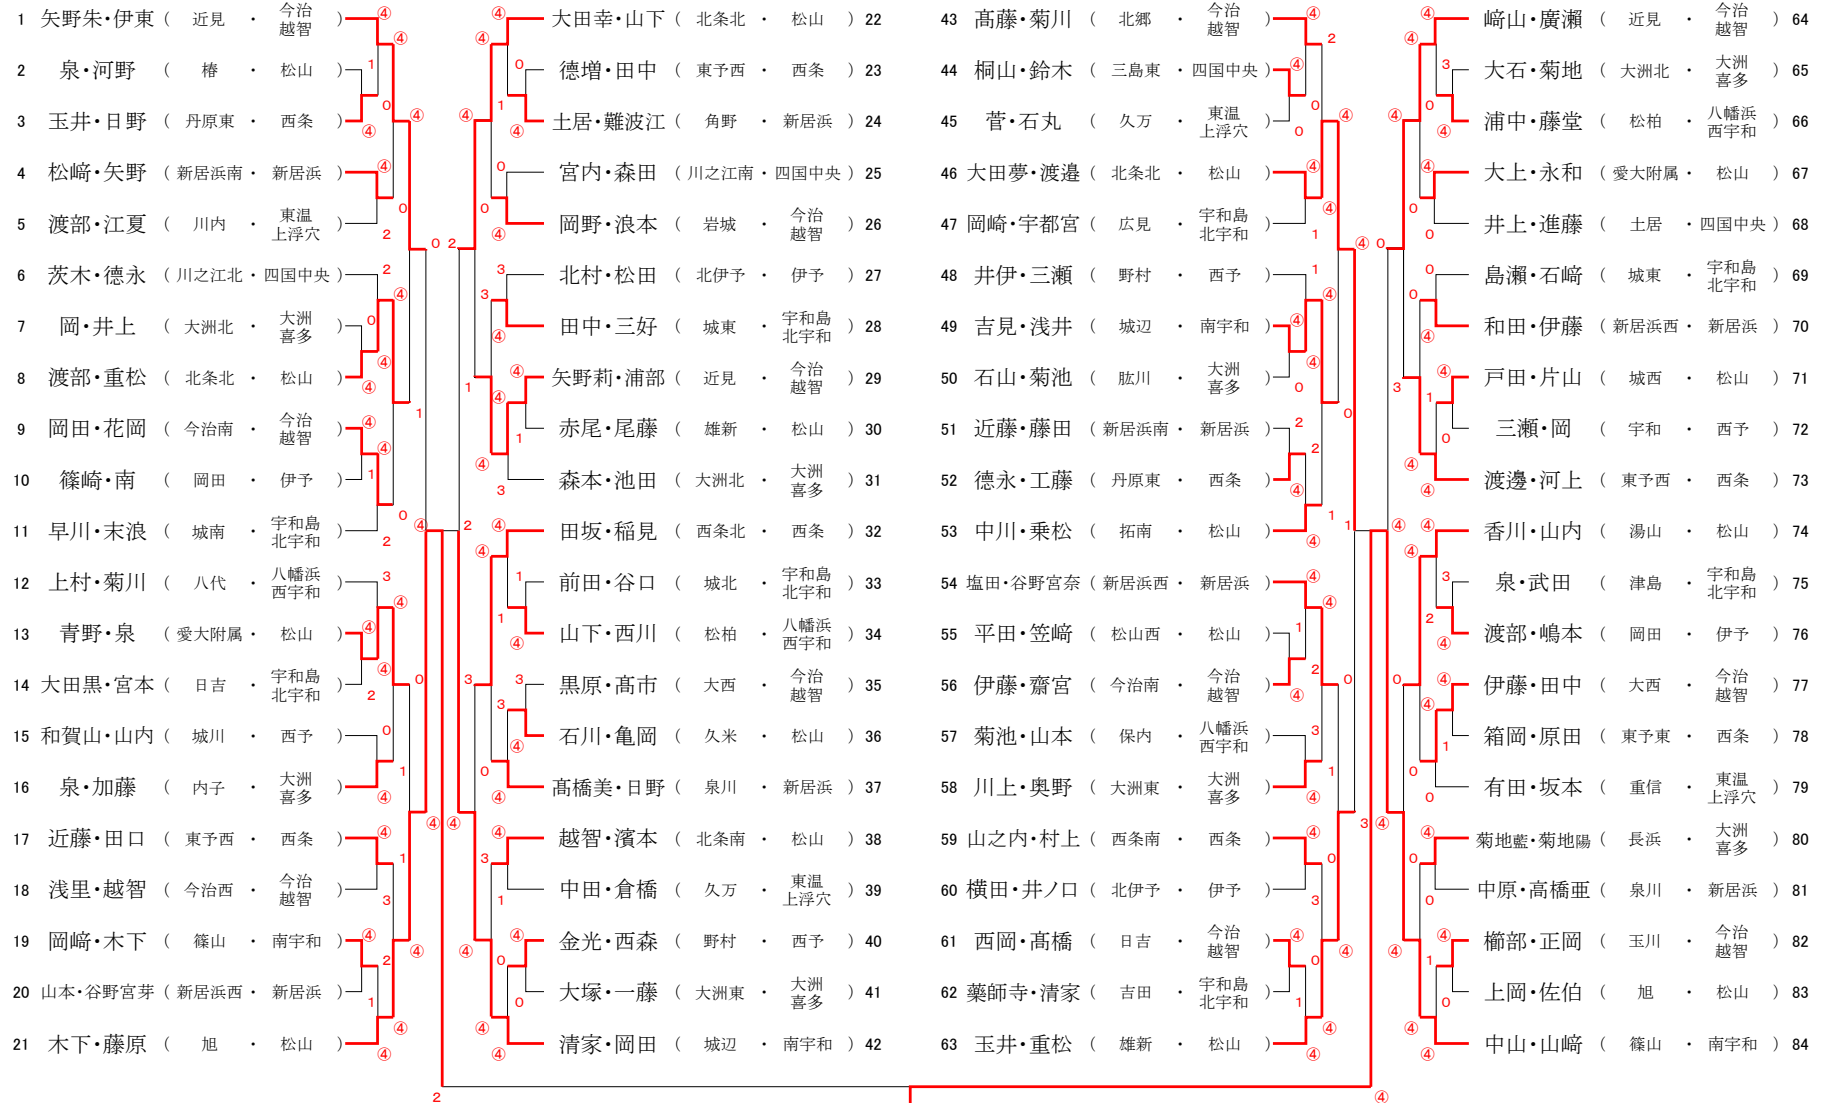 1 矢野朱・伊東 ( 近見 ・ 今治越智 )
2 泉・河野 ( 椿 ・ 松山 )
3 玉井・日野 ( 丹原東 ・ 西条 )
4 松﨑・矢野 ( 新居浜南 ・ 新居浜 )
5 渡部・江夏 ( 川内 ・ 東温上浮穴 )
6 茨木・德永 ( 川之江北 ・ 四国中央 )
7 岡・井上 ( 大洲北 ・ 大洲喜多 )
8 渡部・重松 ( 北条北 ・ 松山 )
9 岡田・花岡 ( 今治南 ・ 今治越智 )
10 篠崎・南 ( 岡田 ・ 伊予 )
11 早川・末浪 ( 城南 ・ 宇和島北宇和 )
12 上村・菊川 ( 八代 ・ 八幡浜西宇和 )
13 青野・泉 ( 愛大附属 ・ 松山 )
14 大田黒・宮本 ( 日吉 ・ 宇和島北宇和 )
15 和賀山・山内 ( 城川 ・ 西予 )
16 泉・加藤 ( 内子 ・ 大洲喜多 )
17 近藤・田口 ( 東予西 ・ 西条 )
18 浅里・越智 ( 今治西 ・ 今治越智 )
19 岡﨑・木下 ( 篠山 ・ 南宇和 )
20 山本・谷野宮芽 ( 新居浜西 ・ 新居浜 )
21 木下・藤原 ( 旭 ・ 松山 )
大田幸・山下 ( 北条北 ・ 松山 ) 22
德増・田中 ( 東予西 ・ 西条 ) 23
土居・難波江 ( 角野 ・ 新居浜 ) 24
宮内・森田 ( 川之江南 ・ 四国中央 ) 25
岡野・浪本 ( 岩城 ・ 今治越智 ) 26
北村・松田 ( 北伊予 ・ 伊予 ) 27
田中・三好 ( 城東 ・ 宇和島北宇和 ) 28
矢野莉・浦部 ( 近見 ・ 今治越智 ) 29
赤尾・尾藤 ( 雄新 ・ 松山 ) 30
森本・池田 ( 大洲北 ・ 大洲喜多 ) 31
田坂・稲見 ( 西条北 ・ 西条 ) 32
前田・谷口 ( 城北 ・ 宇和島北宇和 ) 33
山下・西川 ( 松柏 ・ 八幡浜西宇和 ) 34
黒原・髙市 ( 大西 ・ 今治越智 ) 35
石川・亀岡 ( 久米 ・ 松山 ) 36
髙橋美・日野 ( 泉川 ・ 新居浜 ) 37
越智・濱本 ( 北条南 ・ 松山 ) 38
中田・倉橋 ( 久万 ・ 東温上浮穴 ) 39
金光・西森 ( 野村 ・ 西予 ) 40
大塚・一藤 ( 大洲東 ・ 大洲喜多 ) 41
清家・岡田 ( 城辺 ・ 南宇和 ) 42
43 髙藤・菊川 ( 北郷 ・ 今治越智 )
44 桐山・鈴木 ( 三島東 ・ 四国中央 )
45 菅・石丸 ( 久万 ・ 東温上浮穴 )
46 大田夢・渡邉 ( 北条北 ・ 松山 )
47 岡崎・宇都宮 ( 広見 ・ 宇和島北宇和 )
48 井伊・三瀬 ( 野村 ・ 西予 )
49 吉見・浅井 ( 城辺 ・ 南宇和 )
50 石山・菊池 ( 肱川 ・ 大洲喜多 )
51 近藤・藤田 ( 新居浜南 ・ 新居浜 )
52 德永・工藤 ( 丹原東 ・ 西条 )
53 中川・乗松 ( 拓南 ・ 松山 )
54 塩田・谷野宮奈 ( 新居浜西 ・ 新居浜 )
55 平田・笠﨑 ( 松山西 ・ 松山 )
56 伊藤・齋宮 ( 今治南 ・ 今治越智 )
57 菊池・山本 ( 保内 ・ 八幡浜西宇和 )
58 川上・奥野 ( 大洲東 ・ 大洲喜多 )
59 山之内・村上 ( 西条南 ・ 西条 )
60 横田・井ノ口 ( 北伊予 ・ 伊予 )
61 西岡・髙橋 ( 日吉 ・ 今治越智 )
62 藥師寺・清家 ( 吉田 ・ 宇和島北宇和 )
63 玉井・重松 ( 雄新 ・ 松山 )
﨑山・廣瀬 ( 近見 ・ 今治越智 ) 64
大石・菊地 ( 大洲北 ・ 大洲喜多 ) 65
浦中・藤堂 ( 松柏 ・ 八幡浜西宇和 ) 66
大上・永和 ( 愛大附属 ・ 松山 ) 67
井上・進藤 ( 土居 ・ 四国中央 ) 68
島瀬・石﨑 ( 城東 ・ 宇和島北宇和 ) 69
和田・伊藤 ( 新居浜西 ・ 新居浜 ) 70
戸田・片山 ( 城西 ・ 松山 ) 71
三瀬・岡 ( 宇和 ・ 西予 ) 72
渡邊・河上 ( 東予西 ・ 西条 ) 73
香川・山内 ( 湯山 ・ 松山 ) 74
泉・武田 ( 津島 ・ 宇和島北宇和 ) 75
渡部・嶋本 ( 岡田 ・ 伊予 ) 76
伊藤・田中 ( 大西 ・ 今治越智 ) 77
箱岡・原田 ( 東予東 ・ 西条 ) 78
有田・坂本 ( 重信 ・ 東温上浮穴 ) 79
菊地藍・菊地陽 ( 長浜 ・ 大洲喜多 ) 80
中原・高橋亜 ( 泉川 ・ 新居浜 ) 81
櫛部・正岡 ( 玉川 ・ 今治越智 ) 82
上岡・佐伯 ( 旭 ・ 松山 ) 83
中山・山﨑 ( 篠山 ・ 南宇和 ) 84
2
④